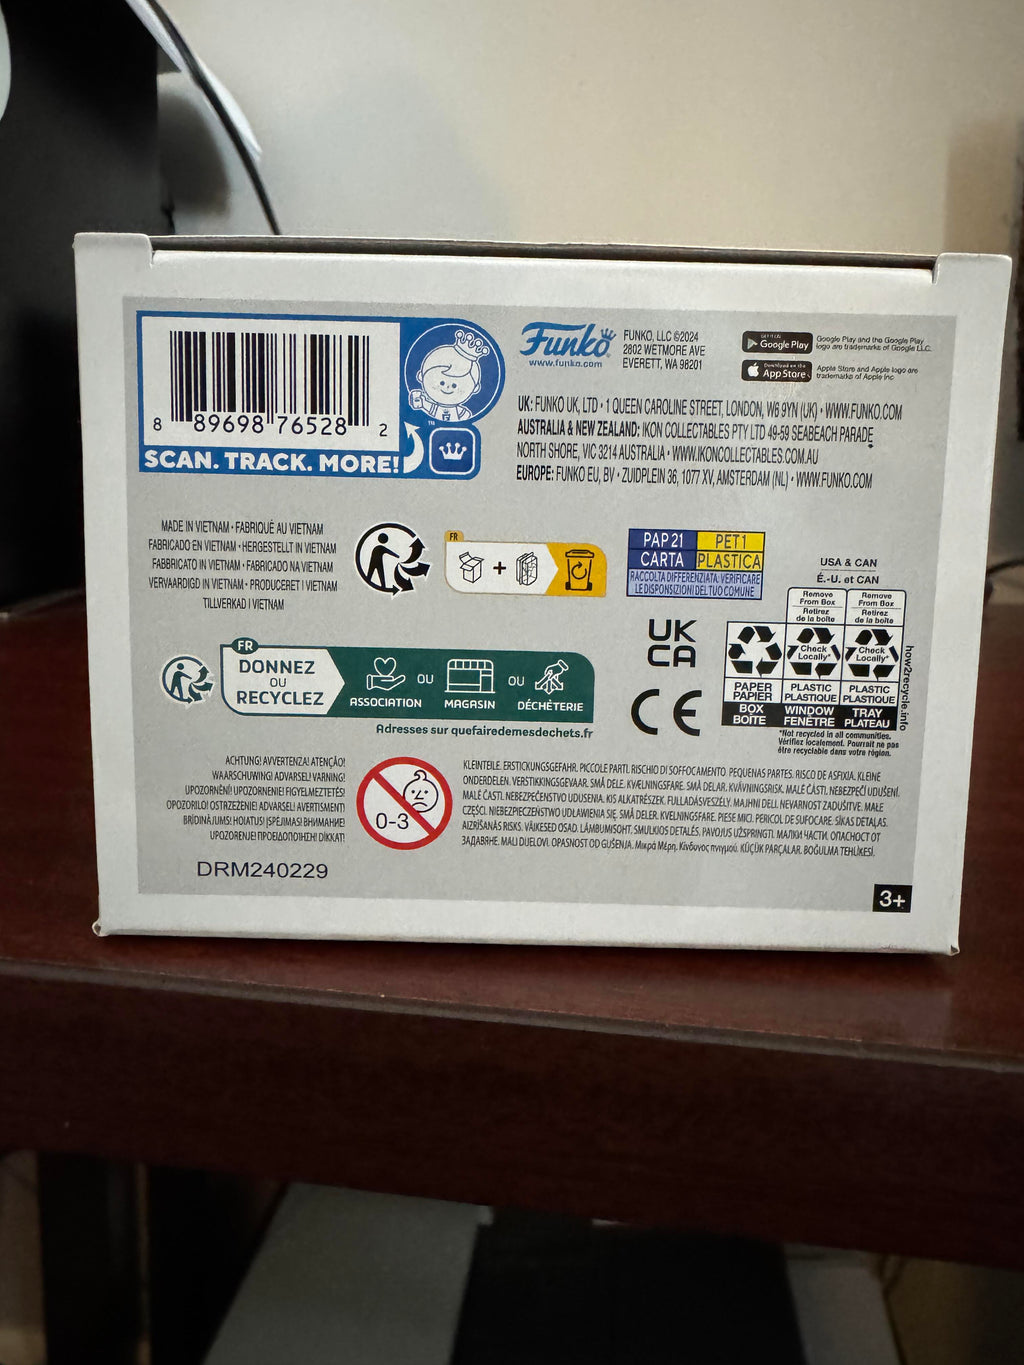 8 89698 76528 2
SCAN. TRACK. MORE!
TM
Funko
www.funko.com
FUNKO, LLC ©2024
2802 WETMORE AVE
EVERETT, WA 98201
GET IT ON
Google Play
Google Play and the Google Play
logo are trademarks of Google LLC.
Download on the
App Store
Apple Store and Apple logo are
trademarks of Apple Inc
UK: FUNKO UK, LTD • 1 QUEEN CAROLINE STREET, LONDON, W6 9YN (UK) • WWW.FUNKO.COM
AUSTRALIA & NEW ZEALAND: IKON COLLECTABLES PTY LTD 49-59 SEABEACH PARADE
NORTH SHORE, VIC 3214 AUSTRALIA • WWW.IKONCOLLECTABLES.COM.AU
EUROPE: FUNKO EU, BV • ZUIDPLEIN 36, 1077 XV, AMSTERDAM (NL) • WWW.FUNKO.COM
MADE IN VIETNAM • FABRIQUÉ AU VIETNAM
FABRICADO EN VIETNAM • HERGESTELLT IN VIETNAM
FABBRICATO IN VIETNAM • FABRICADO NA VIETNAM
VERVAARDIGD IN VIETNAM • PRODUCERET I VIETNAM
TILLVERKAD I VIETNAM
FR
+
PAP 21 PET 1
CARTA PLASTICA
RACCOLTA DIFFERENZIATA. VERIFICARE
LE DISPOSIZIONI DEL TUO COMUNE
USA & CAN
É.-U. et CAN
Remove
From Box
Retirez
de la boîte
Remove
From Box
Retirez
de la boîte
Check
Locally*
Check
Locally*
PAPER
PAPIER
PLASTIC
PLASTIQUE
PLASTIC
PLASTIQUE
BOX
BOÎTE
WINDOW
FENÊTRE
TRAY
PLATEAU
how2recycle.info
*Not recycled in all communities.
Vérifiez localement. Pourrait ne pas
être recyclable dans votre région.
UK
CA
CE
FR
DONNEZ
OU
RECYCLEZ
ASSOCIATION
OU
MAGASIN
OU
DÉCHÈTERIE
Adresses sur quefairedemesdechets.fr
ACHTUNG! AVVERTENZA! ATENÇAO!
WAARSCHUWING! ADVARSEL! VARNING!
UPOZORNĚNÍ! UPOZORNENIE! FIGYELMEZTETÉS!
OPOZORILO! OSTRZEŻENIE! ADVARSEL! AVERTISMENT!
BRĪDINĀJUMS! HOIATUS! ĮSPĖJIMAS! ВНИМАНИЕ!
UPOZORENJE! ΠΡΟΕΙΔΟΠΟΙΗΣΗ! DİKKAT!
0-3
KLEINTEILE. ERSTICKUNGSGEFAHR. PICCOLE PARTI. RISCHIO DI SOFFOCAMENTO. PEQUENAS PARTES. RISCO DE ASFIXIA. KLEINE
ONDERDELEN. VERSTIKKINGSGEVAAR. SMÅ DELE. KVÆLNINGSFARE. SMÅ DELAR. KVÄVNINGSRISK. MALÉ ČÁSTI. NEBEZPEČÍ UDUŠENÍ.
MALÉ ČASTI. NEBEZPEČENSTVO UDUSENIA. KIS ALKATRÉSZEK. FULLADÁSVESZÉLY. MAJHNI DELI. NEVARNOST ZADUŠITVE. MAŁE
CZĘŚCI. NIEBEZPIECZEŃSTWO UDŁAWIENIA SIĘ. SMÅ DELER. KVELNINGSFARE. PIESE MICI. PERICOL DE SUFOCARE. SĪKAS DETAĻAS.
AIZRĪŠANĀS RISKS. VÄIKESED OSAD. LÄMBUMISOHT. SMULKIOS DETALĖS. PAVOJUS UŽSPRINGTI. МАЛКИ ЧАСТИ. ОПАСНОСТ ОТ
ЗАДАВЯНЕ. MALI DIJELOVI. OPASNOST OD GUŠENJA. Μικρά Μέρη. Κίνδυνος πνιγμού. KÜÇÜK PARÇALAR. BOĞULMA TEHLİKESİ.
DRM240229
3+